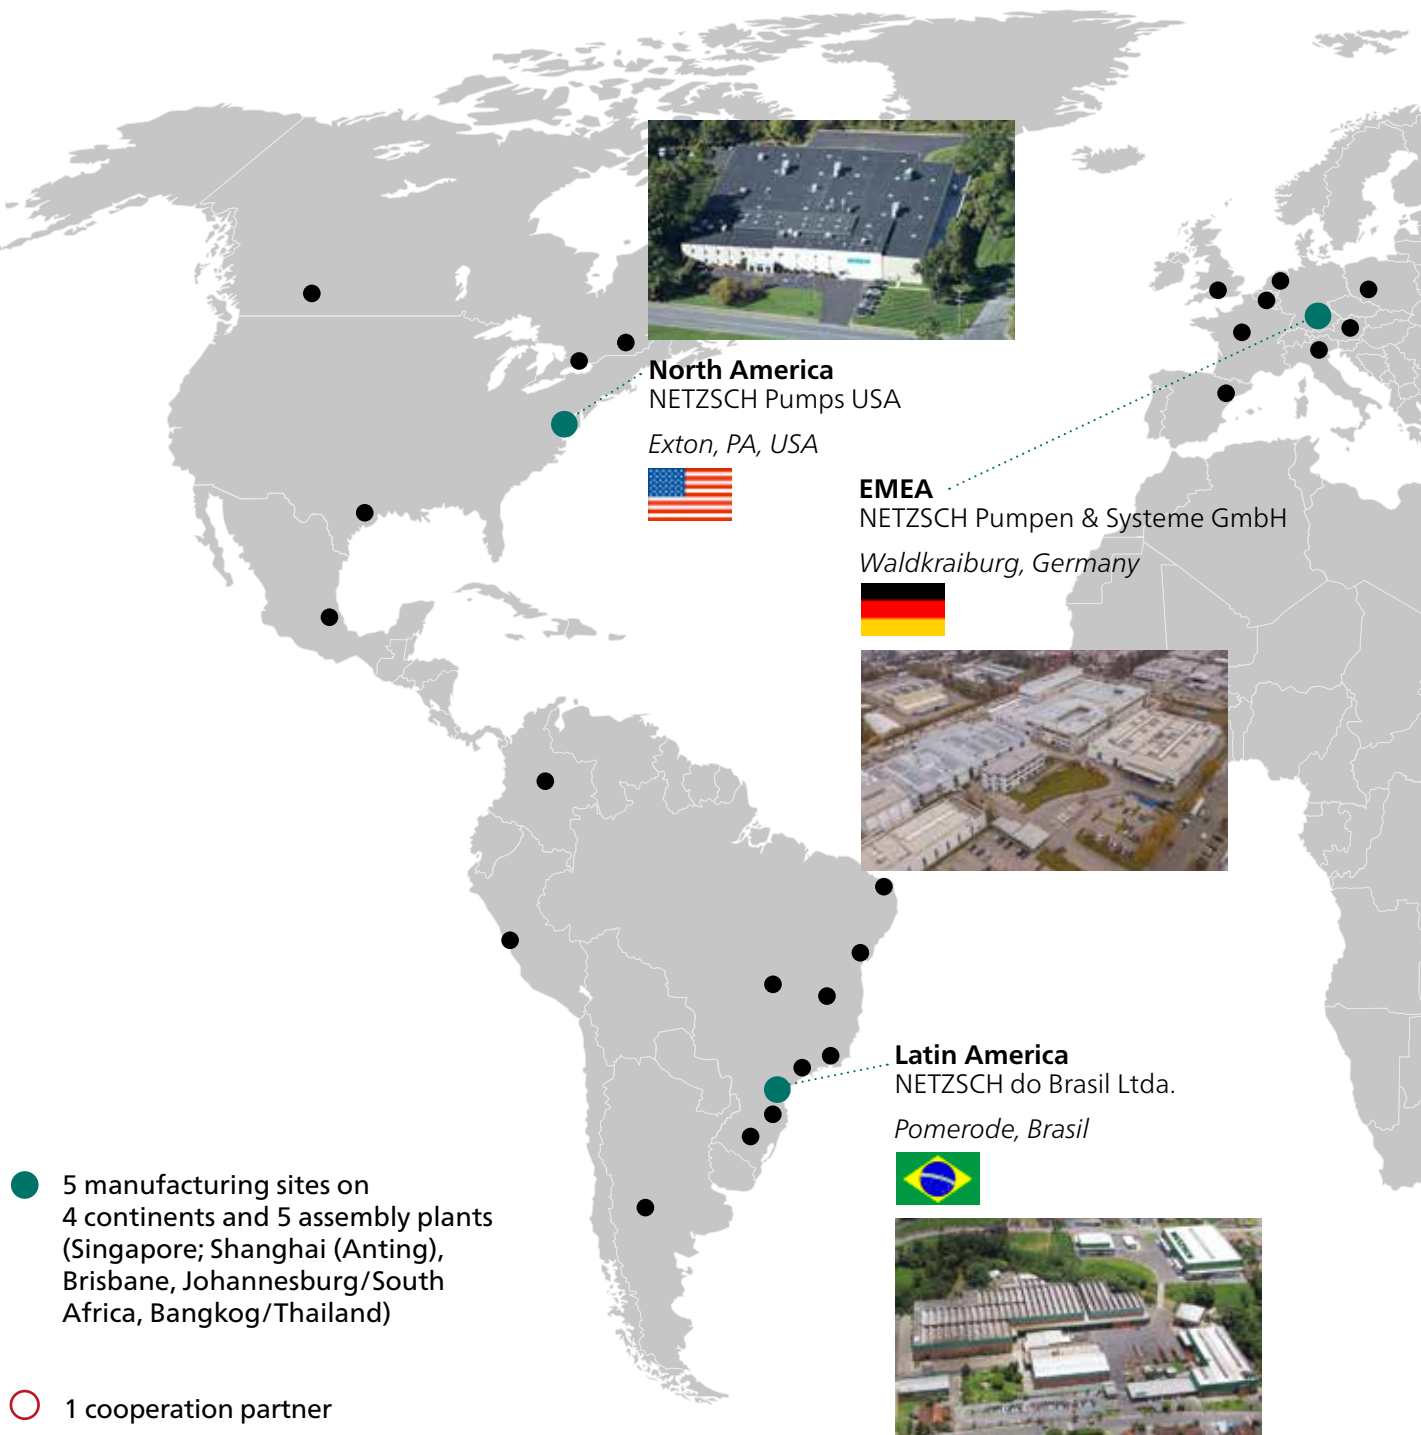 North America
NETZSCH Pumps USA
Exton, PA, USA
EMEA
NETZSCH Pumpen & Systeme GmbH
Waldkraiburg, Germany
Latin America
NETZSCH do Brasil Ltda.
Pomerode, Brasil
5 manufacturing sites on
4 continents and 5 assembly plants
(Singapore; Shanghai (Anting),
Brisbane, Johannesburg/South
Africa, Bangkog/Thailand)
1 cooperation partner